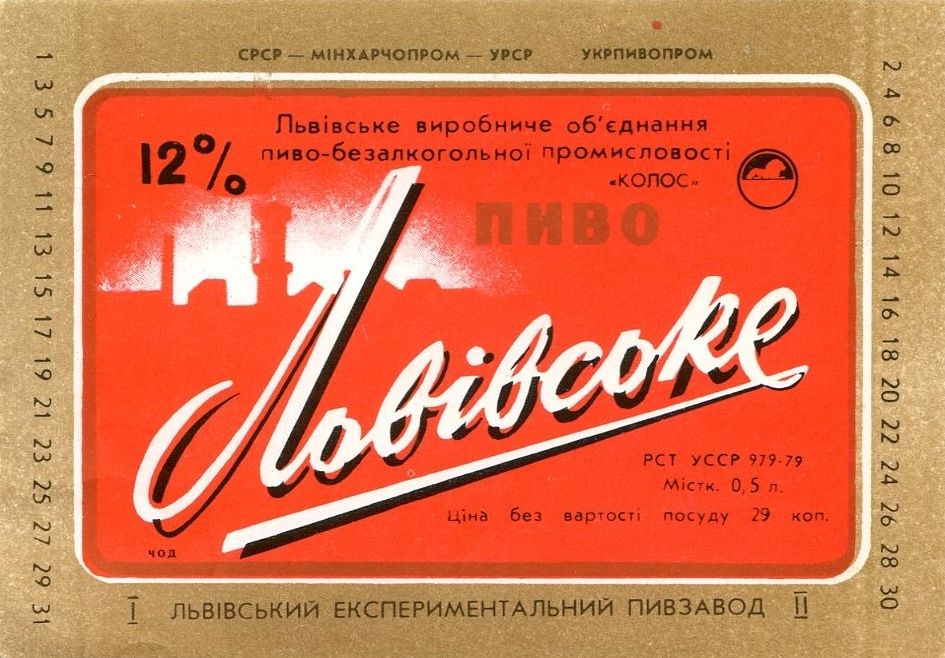 СРСР — МІНХАРЧОПРОМ — УРСР УКРПИВОПРОМ
Львівське виробниче об'єднання
12% пиво-безалкогольної промисловості
«КОЛОС»
ПИВО
Львівське
РСТ УССР 979-79
Містк. 0,5 л.
Ціна без вартості посуду 29 коп.
ЧОД
I ЛЬВІВСЬКИЙ ЕКСПЕРИМЕНТАЛЬНИЙ ПИВЗАВОД II
1 3 5 7 9 11 13 15 17 19 21 23 25 27 29 31
2 4 6 8 10 12 14 16 18 20 22 24 26 28 30